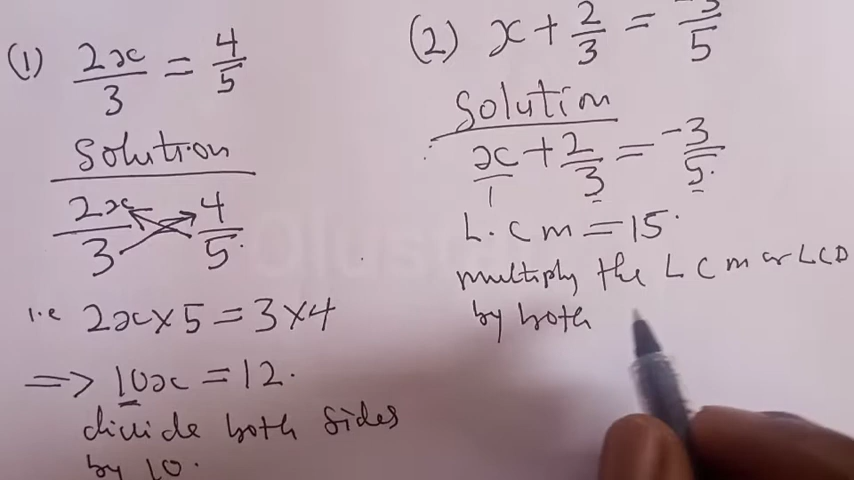 (1) 2x/3 = 4/5
Solution
2x/3 4/5.
i.e 2x×5 = 3×4
=> 10x = 12.
divide both sides
by 10.
(2) x + 2/3 = -3/5
Solution
x/1 + 2/3 = -3/5.
L.cm = 15.
multiply the LCm or LCD
by both